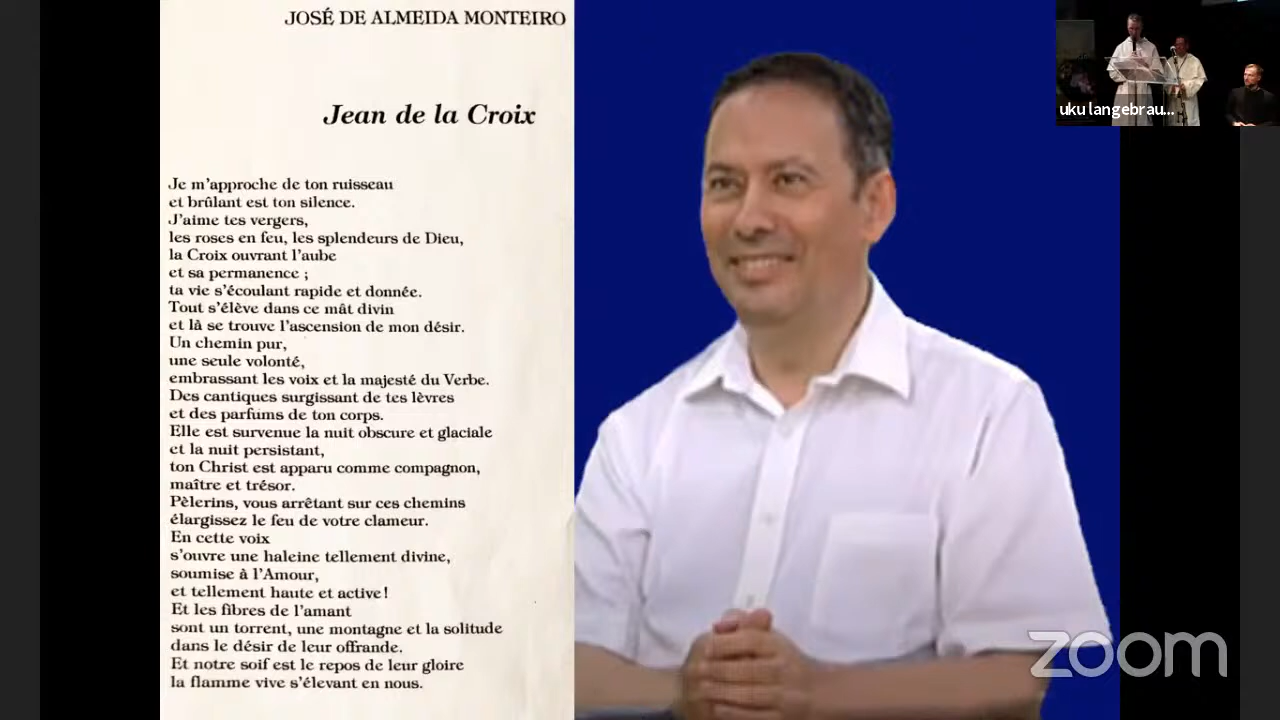 JOSÉ DE ALMEIDA MONTEIRO
Jean de la Croix
Je m'approche de ton ruisseau
et brûlant est ton silence.
J'aime tes vergers,
les roses en feu, les splendeurs de Dieu,
la Croix ouvrant l'aube
et sa permanence ;
ta vie s'écoulant rapide et donnée.
Tout s'élève dans ce mât divin
et là se trouve l'ascension de mon désir.
Un chemin pur,
une seule volonté,
embrassant les voix et la majesté du Verbe.
Des cantiques surgissant de tes lèvres
et des parfums de ton corps.
Elle est survenue la nuit obscure et glaciale
et la nuit persistant,
ton Christ est apparu comme compagnon,
maître et trésor.
Pèlerins, vous arrêtant sur ces chemins
élargissez le feu de votre clameur.
En cette voix
s'ouvre une haleine tellement divine,
soumise à l'Amour,
et tellement haute et active !
Et les fibres de l'amant
sont un torrent, une montagne et la solitude
dans le désir de leur offrande.
Et notre soif est le repos de leur gloire
la flamme vive s'élevant en nous.
uku langebrau...
zoom